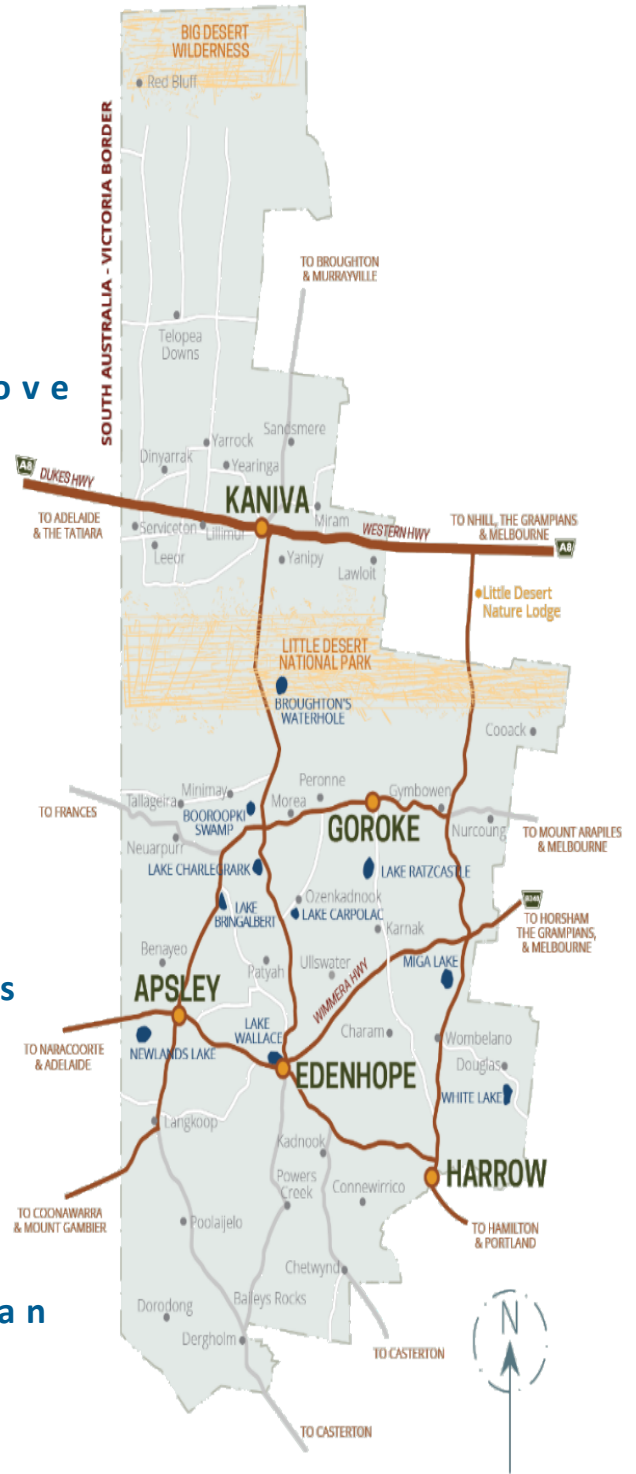 BIG DESERT
WILDERNESS
Red Bluff
SOUTH AUSTRALIA - VICTORIA BORDER
TO BROUGHTON
& MURRAYVILLE
Telopea
Downs
ove
Sandsmere
Yarrock
Dinyarrak
Yearinga
A8
DUKES HWY
KANIVA
TO ADELAIDE
& THE TATIARA
Serviceton
Lillimur
Miram
WESTERN HWY
TO NHILL, THE GRAMPIANS
& MELBOURNE
A8
Leeor
Yanipy
Lawloit
Little Desert
Nature Lodge
LITTLE DESERT
NATIONAL PARK
BROUGHTON'S
WATERHOLE
Cooack
Peronne
Minimay
Tallageira
Gymbowen
TO FRANCES
BOOROOPKI
SWAMP
Morea
GOROKE
Nurcoung
TO MOUNT ARAPILES
& MELBOURNE
Neuarpurr
LAKE CHARLEGRARK
LAKE RATZCASTLE
Ozenkadnook
LAKE
BRINGALBERT
LAKE CARPOLAC
Karnak
TO HORSHAM
THE GRAMPIANS,
& MELBOURNE
Benayeo
Patyah
Ullswater
WIMMERA HWY
MIGA LAKE
s
APSLEY
LAKE
WALLACE
Charam
Wombelano
TO NARACOORTE
& ADELAIDE
NEWLANDS LAKE
EDENHOPE
Douglas
WHITE LAKE
Langkoop
Kadnook
HARROW
Powers
Creek
Connewirrico
TO COONAWARRA
& MOUNT GAMBIER
Poolaijelo
TO HAMILTON
& PORTLAND
Chetwynd
Baileys Rocks
an
Dorodong
Dergholm
N
TO CASTERTON
TO CASTERTON